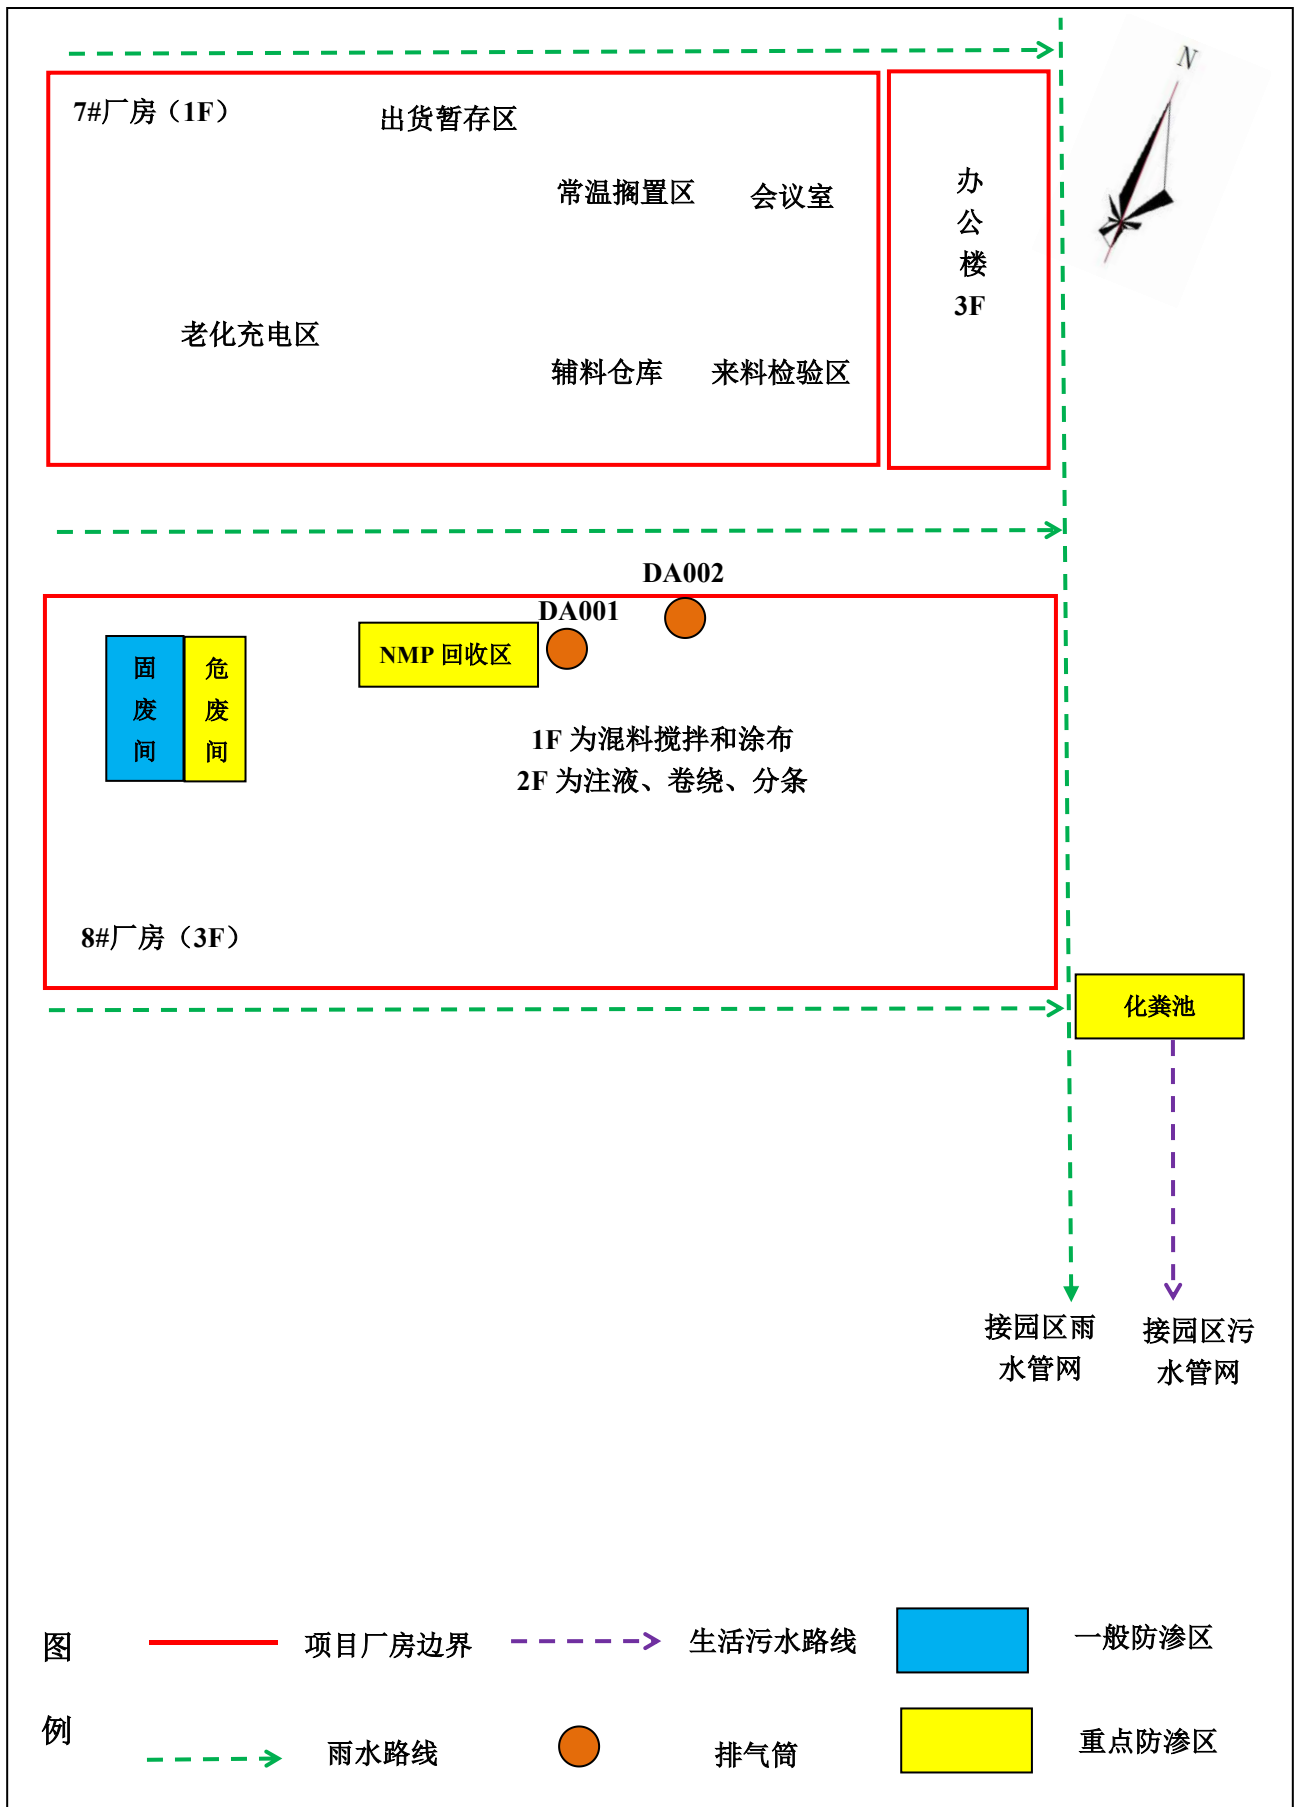 N
7#厂房（1F）
出货暂存区
常温搁置区
会议室
办
公
楼
3F
老化充电区
辅料仓库
来料检验区
DA002
DA001
NMP 回收区
固
废
间
危
废
间
1F 为混料搅拌和涂布
2F 为注液、卷绕、分条
8#厂房（3F）
化粪池
接园区雨
水管网
接园区污
水管网
图
例
项目厂房边界
生活污水路线
一般防渗区
雨水路线
排气筒
重点防渗区